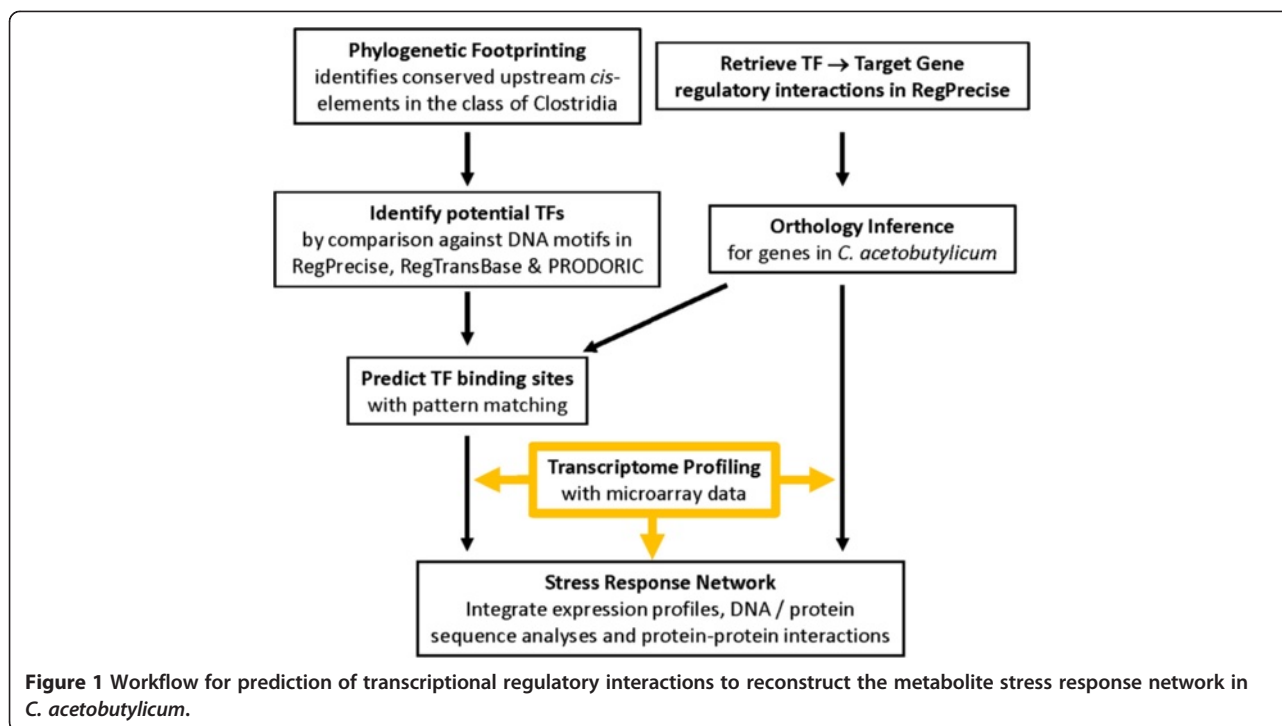 Phylogenetic Footprinting
identifies conserved upstream cis-
elements in the class of Clostridia
Retrieve TF → Target Gene
regulatory interactions in RegPrecise
Identify potential TFs
by comparison against DNA motifs in
RegPrecise, RegTransBase & PRODORIC
Orthology Inference
for genes in C. acetobutylicum
Predict TF binding sites
with pattern matching
Transcriptome Profiling
with microarray data
Stress Response Network
Integrate expression profiles, DNA / protein
sequence analyses and protein-protein interactions
Figure 1 Workflow for prediction of transcriptional regulatory interactions to reconstruct the metabolite stress response network in
C. acetobutylicum.